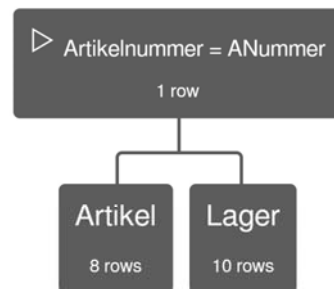 Artikelnummer = ANummer
1 row
Artikel
8 rows
Lager
10 rows